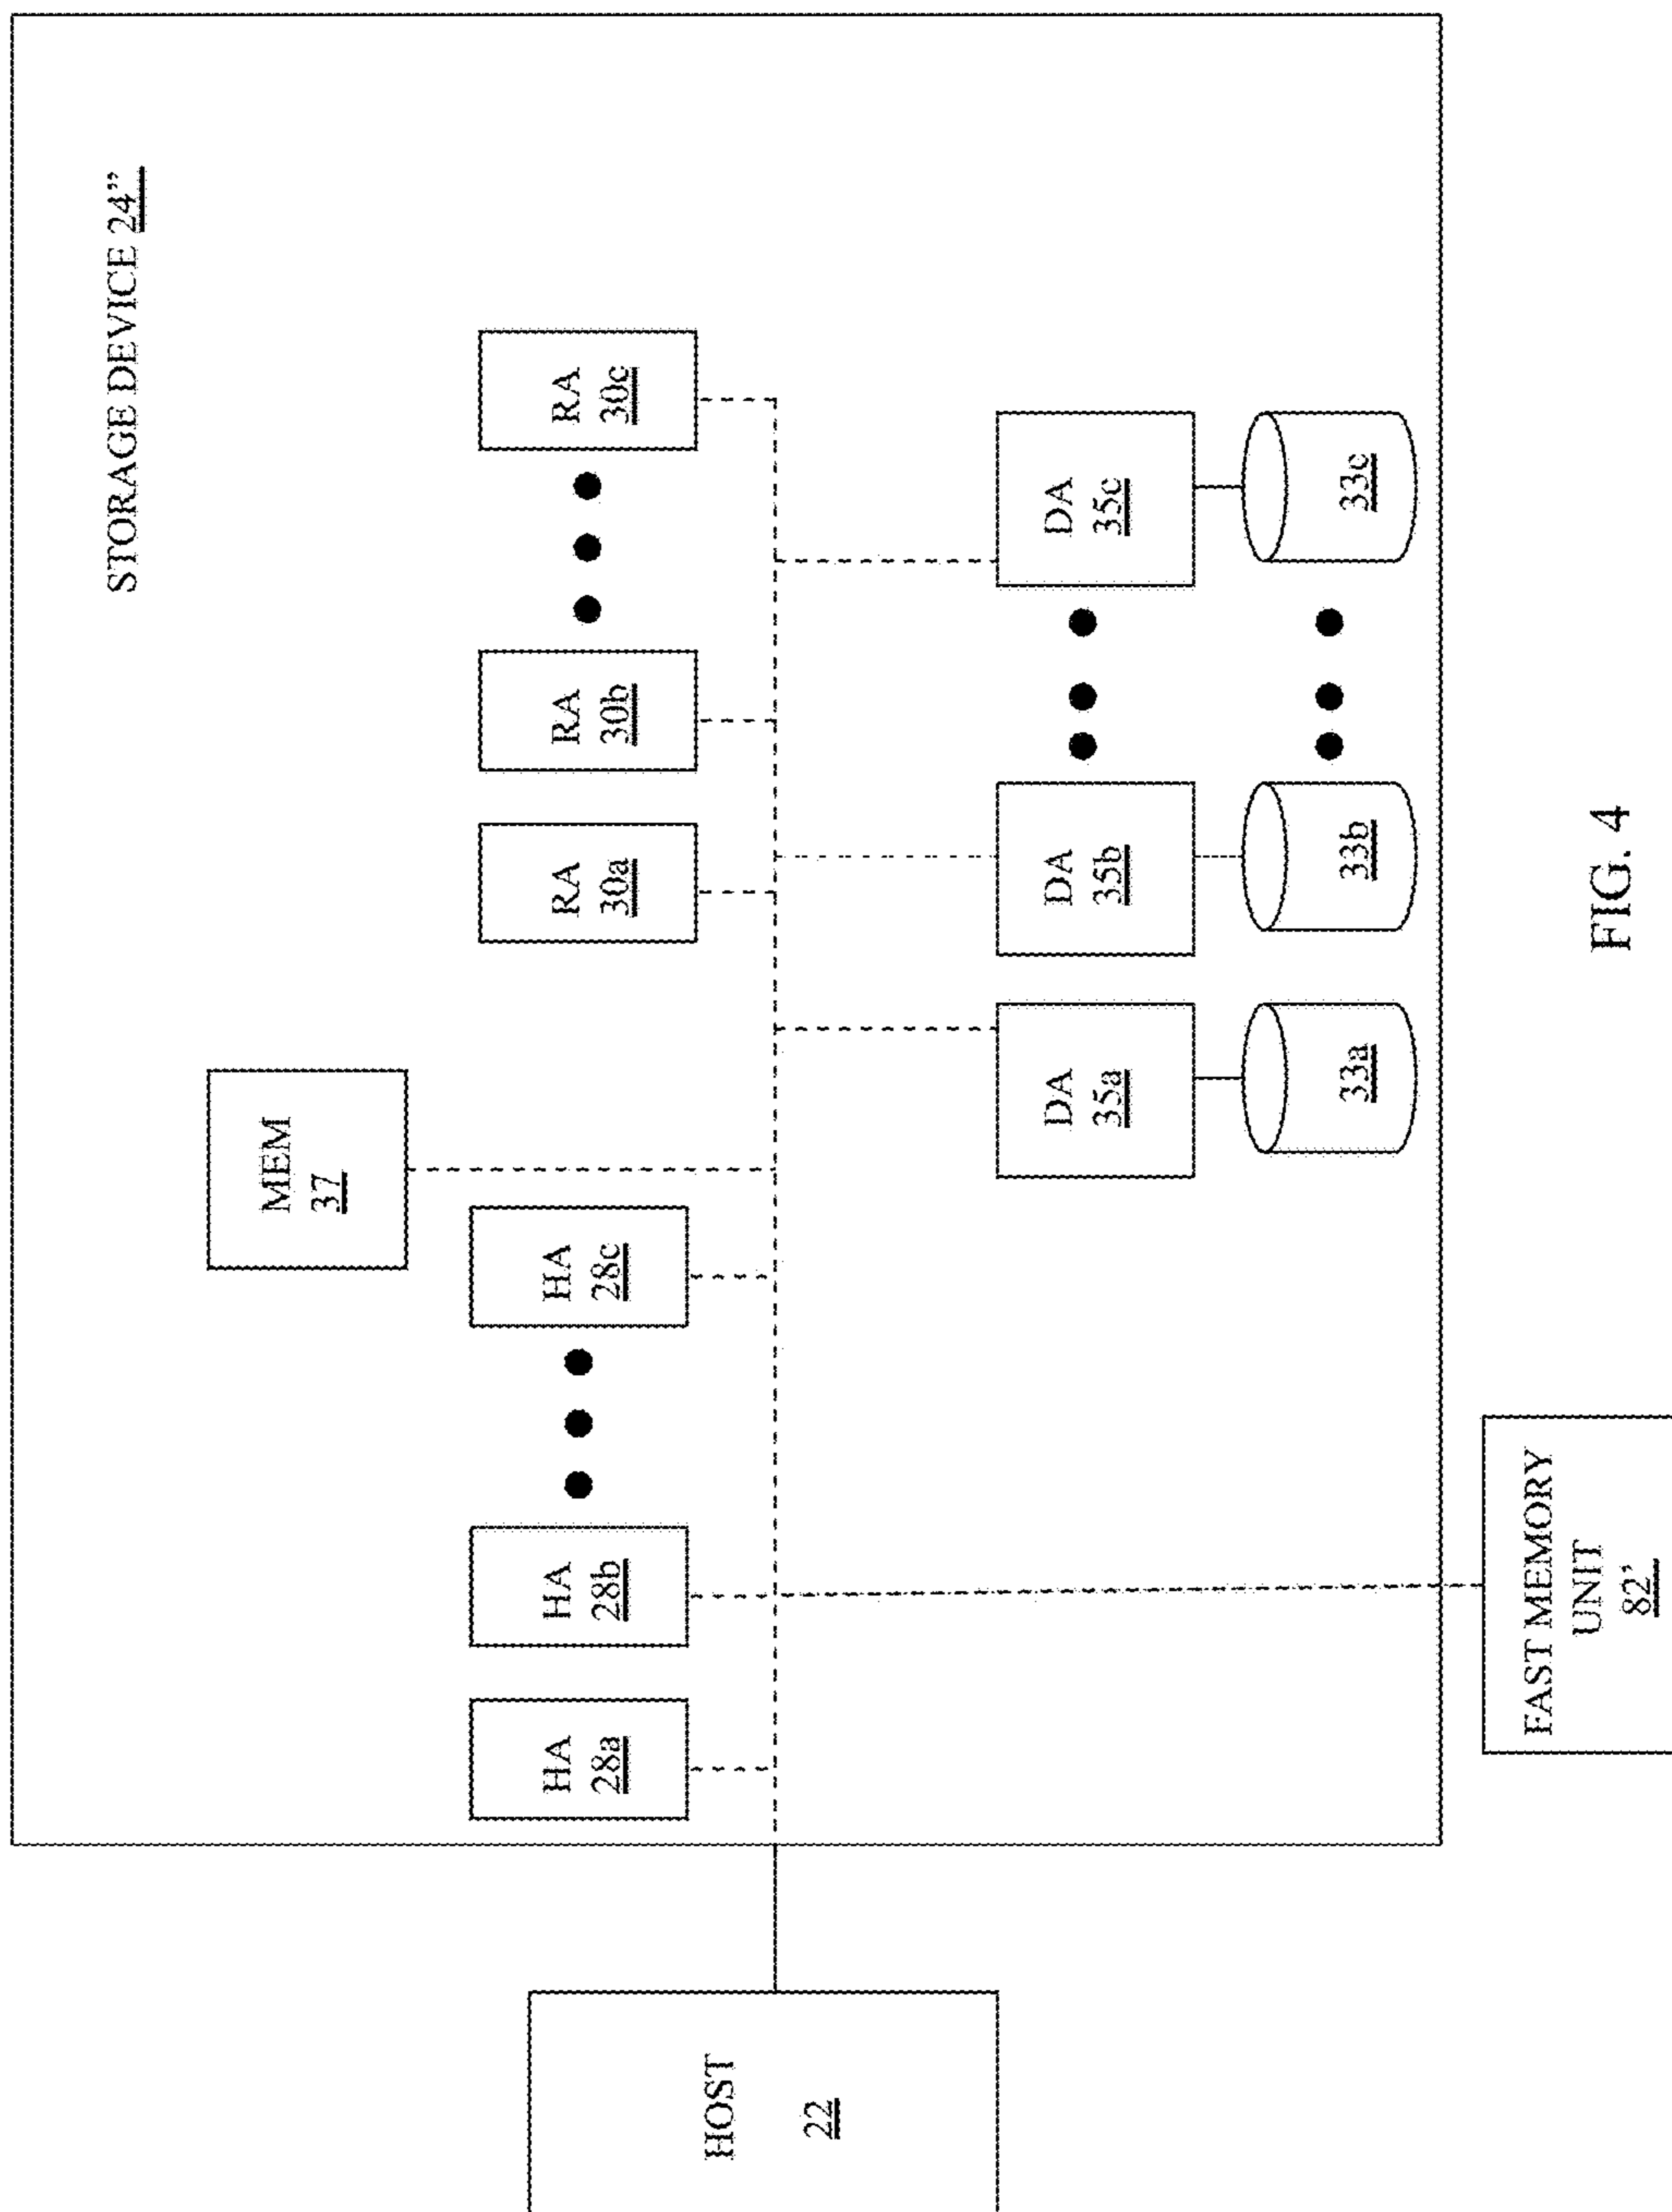 STORAGE DEVICE 24”
MEM
37
HA
28a
HA
28b
HA
28c
RA
30a
RA
30b
RA
30c
HOST
22
DA
35a
DA
35b
DA
35c
33a
33b
33c
FAST MEMORY
UNIT
82’
FIG. 4